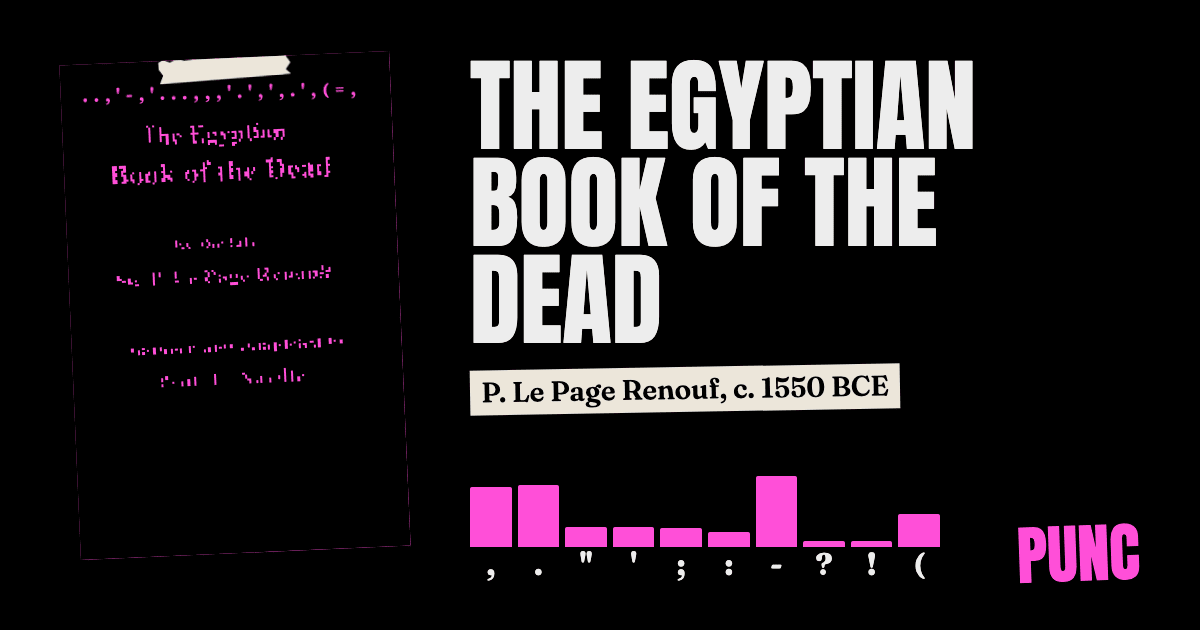 ..,'-,'...,,,'.',',.',(=,
The Egyptian
Book of the Dead
THE EGYPTIAN
BOOK OF THE
DEAD
P. Le Page Renouf, c. 1550 BCE
, . " ' ; : - ? ! (
PUNC